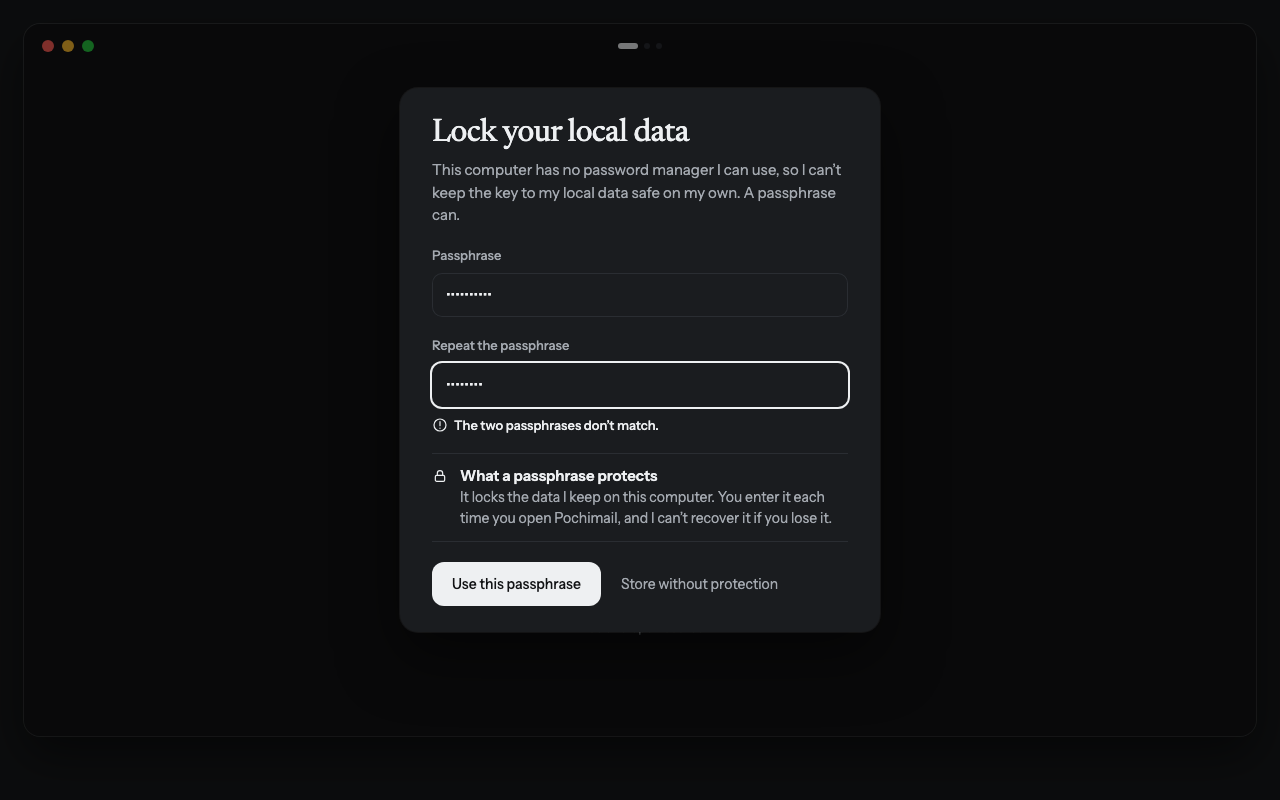 Lock your local data
This computer has no password manager I can use, so I can't
keep the key to my local data safe on my own. A passphrase
can.
Passphrase
Repeat the passphrase
The two passphrases don't match.
What a passphrase protects
It locks the data I keep on this computer. You enter it each
time you open Pochimail, and I can't recover it if you lose it.
Use this passphrase
Store without protection